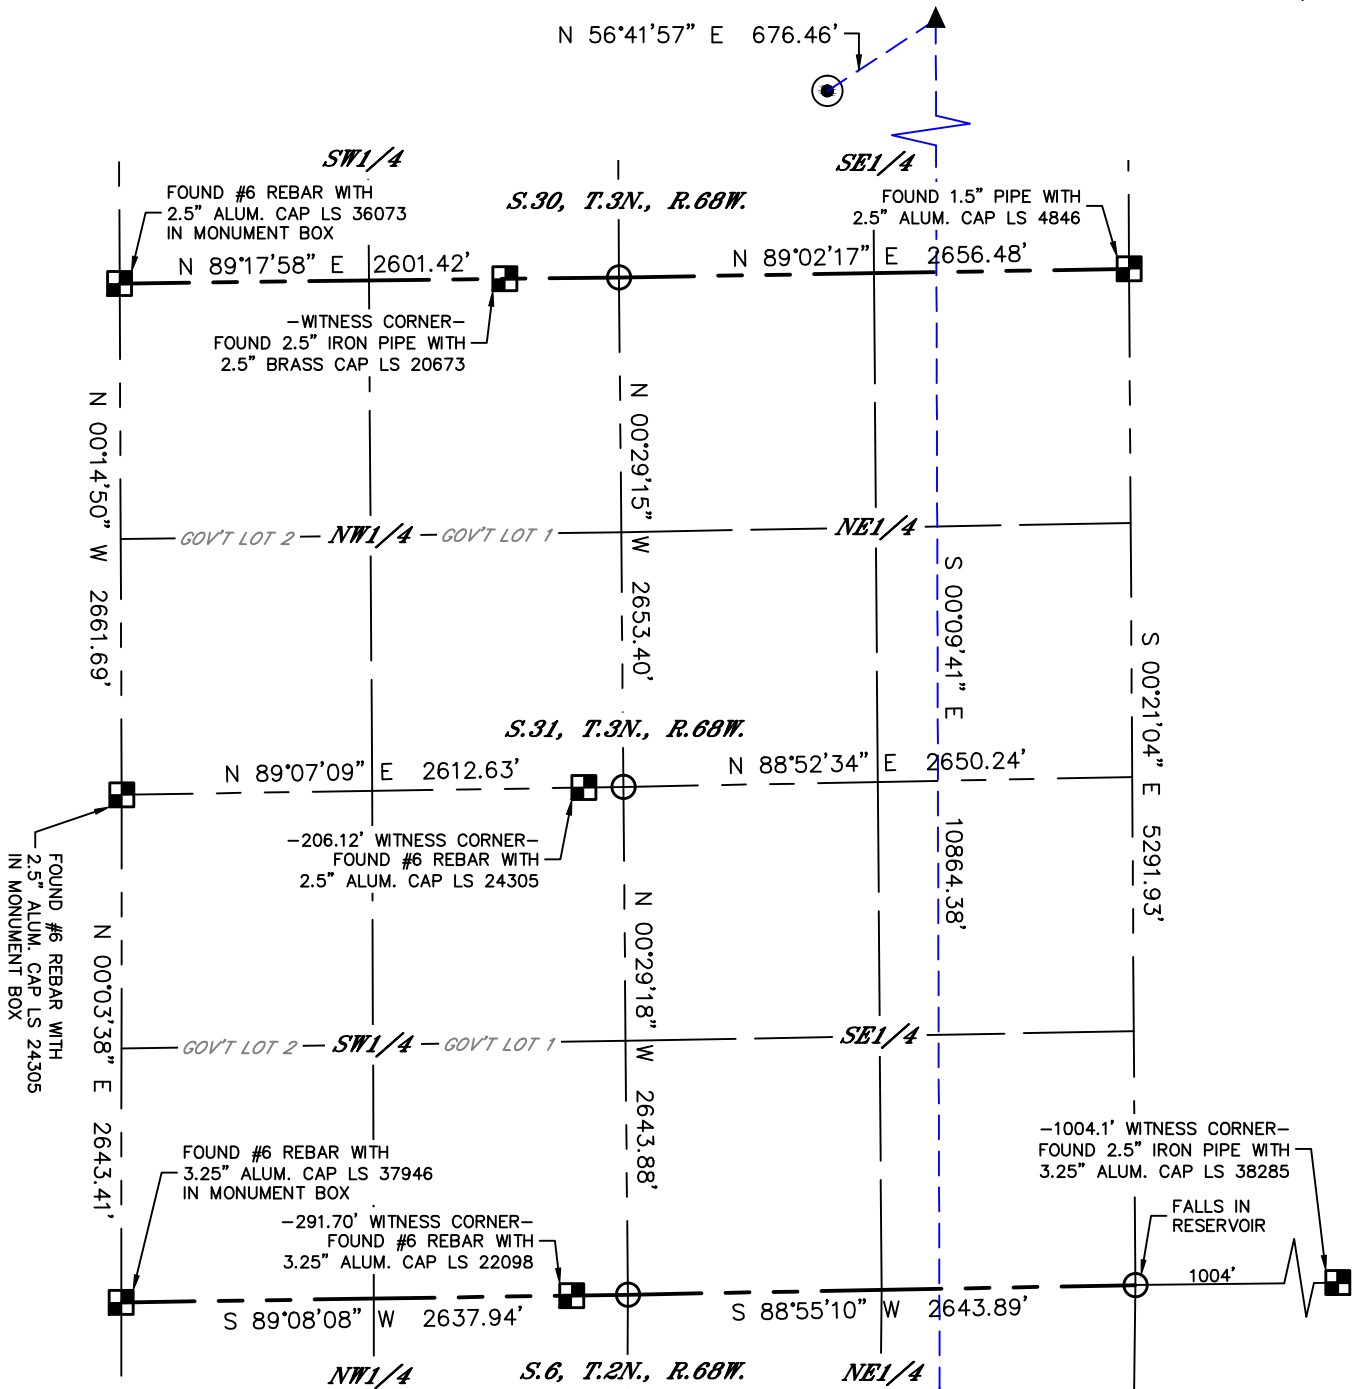 N 56°41'57" E 676.46'
SW1/4
SE1/4
FOUND #6 REBAR WITH
2.5" ALUM. CAP LS 36073
IN MONUMENT BOX
S.30, T.3N., R.68W.
FOUND 1.5" PIPE WITH
2.5" ALUM. CAP LS 4846
N 89°17'58" E 2601.42'
N 89°02'17" E 2656.48'
-WITNESS CORNER-
FOUND 2.5" IRON PIPE WITH
2.5" BRASS CAP LS 20673
N 00°14'50" W 2661.69'
N 00°29'15" W 2653.40'
GOV'T LOT 2
NW1/4
GOV'T LOT 1
NE1/4
S 00°09'41" E 10864.38'
S 00°21'04" E 5291.93'
S.31, T.3N., R.68W.
N 89°07'09" E 2612.63'
N 88°52'34" E 2650.24'
-206.12' WITNESS CORNER-
FOUND #6 REBAR WITH
2.5" ALUM. CAP LS 24305
FOUND #6 REBAR WITH
2.5" ALUM. CAP LS 24305
IN MONUMENT BOX
N 00°03'38" E 2643.41'
N 00°29'18" W 2643.88'
GOV'T LOT 2
SW1/4
GOV'T LOT 1
SE1/4
FOUND #6 REBAR WITH
3.25" ALUM. CAP LS 37946
IN MONUMENT BOX
-1004.1' WITNESS CORNER-
FOUND 2.5" IRON PIPE WITH
3.25" ALUM. CAP LS 38285
-291.70' WITNESS CORNER-
FOUND #6 REBAR WITH
3.25" ALUM. CAP LS 22098
FALLS IN
RESERVOIR
1004'
S 89°08'08" W 2637.94'
S 88°55'10" W 2643.89'
NW1/4
S.6, T.2N., R.68W.
NE1/4